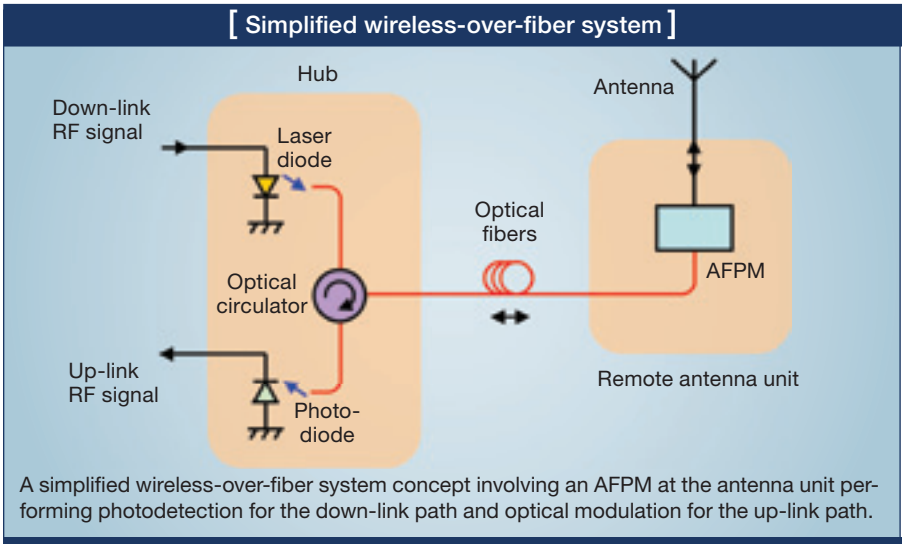 [ Simplified wireless-over-fiber system ]
Hub
Antenna
Down-link
RF signal
Laser
diode
Optical
fibers
AFPM
Optical
circulator
Up-link
RF signal
Remote antenna unit
Photo-
diode
A simplified wireless-over-fiber system concept involving an AFPM at the antenna unit per-
forming photodetection for the down-link path and optical modulation for the up-link path.